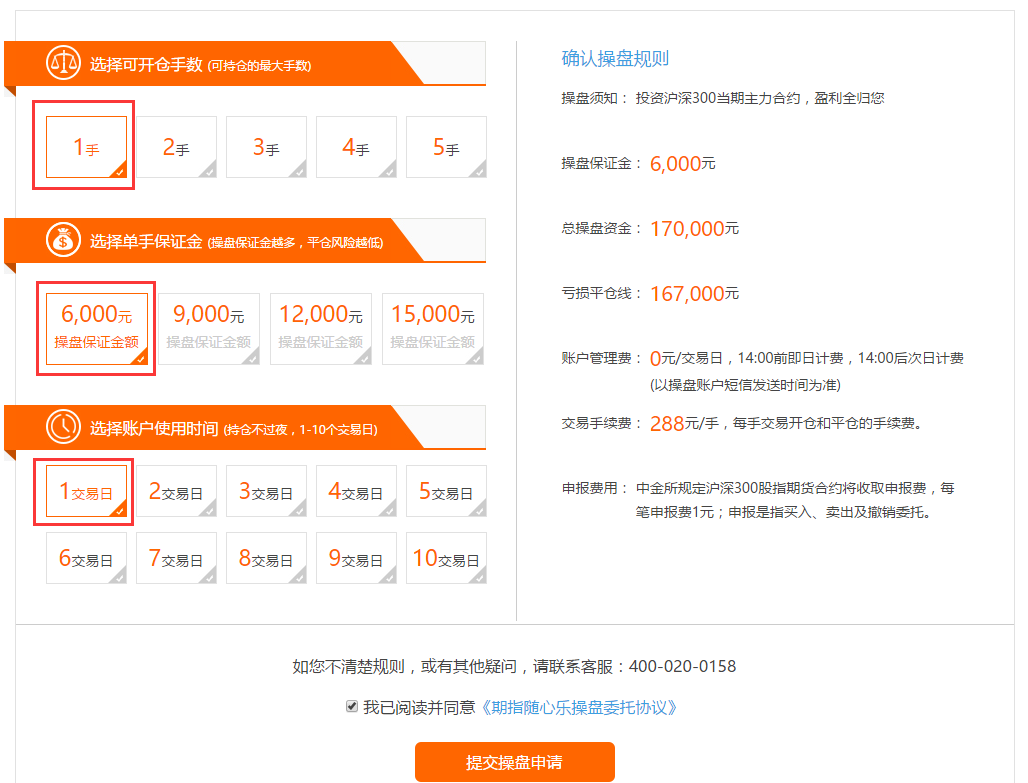 选择可开仓手数 (可持仓的最大手数)
1手
2手
3手
4手
5手
选择单手保证金 (操盘保证金越多，平仓风险越低)
$
6,000元
操盘保证金额
9,000元
操盘保证金额
12,000元
操盘保证金额
15,000元
操盘保证金额
选择账户使用时间 (持仓不过夜，1-10个交易日)
1交易日
2交易日
3交易日
4交易日
5交易日
6交易日
7交易日
8交易日
9交易日
10交易日
确认操盘规则
操盘须知： 投资沪深300当期主力合约，盈利全归您
操盘保证金： 6,000元
总操盘资金： 170,000元
亏损平仓线： 167,000元
账户管理费： 0元/交易日，14:00前即日计费，14:00后次日计费
(以操盘账户短信发送时间为准)
交易手续费： 288元/手，每手交易开仓和平仓的手续费。
申报费用： 中金所规定沪深300股指期货合约将收取申报费，每
笔申报费1元；申报是指买入、卖出及撤销委托。
如您不清楚规则，或有其他疑问，请联系客服：400-020-0158
我已阅读并同意《期指随心乐操盘委托协议》
提交操盘申请